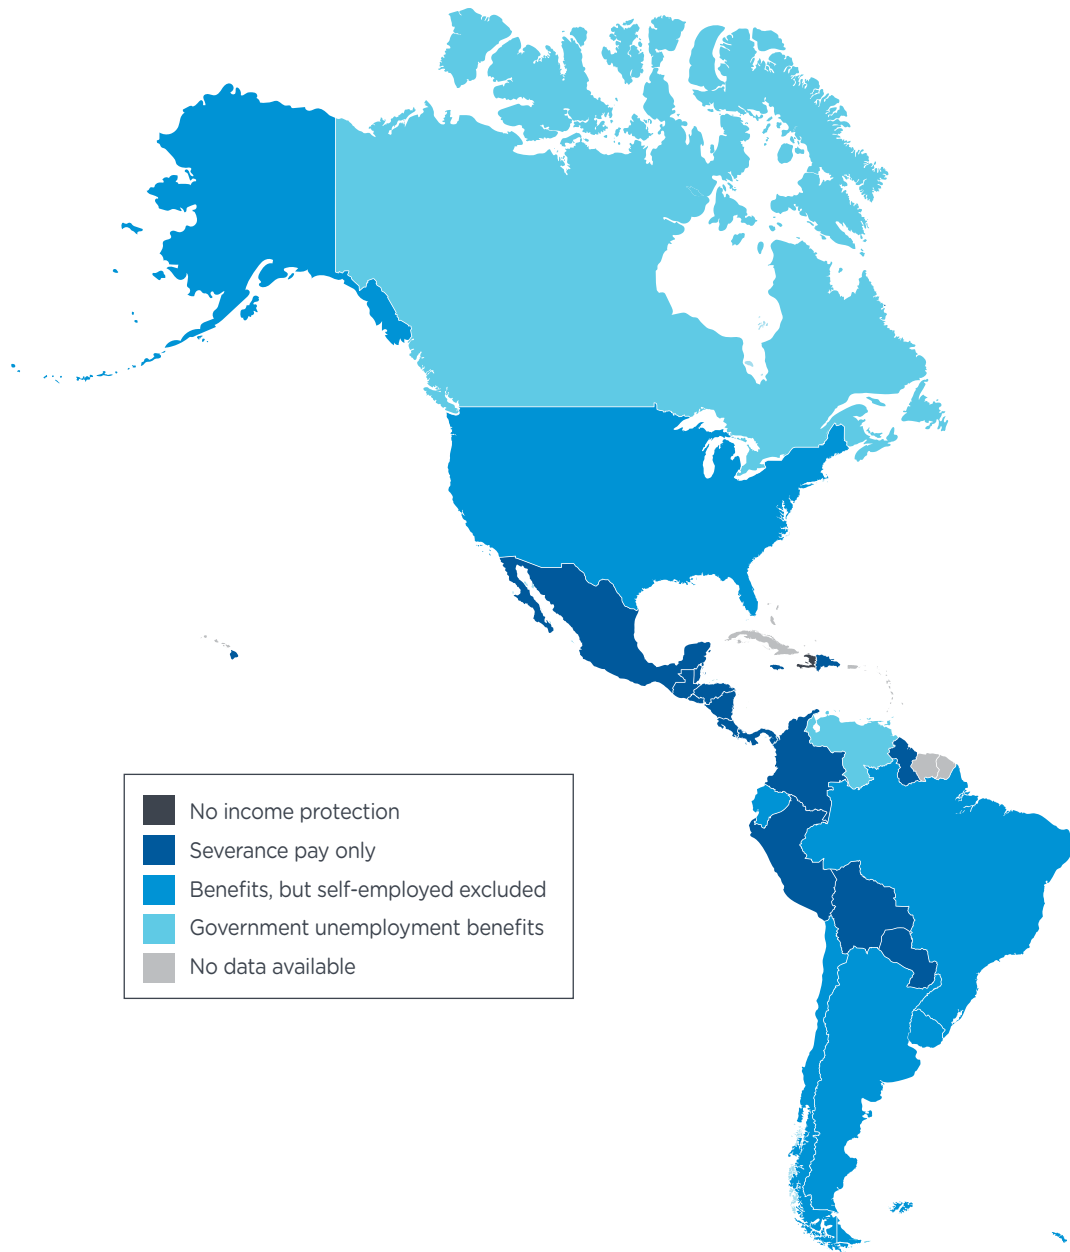 No income protection
Severance pay only
Benefits, but self-employed excluded
Government unemployment benefits
No data available